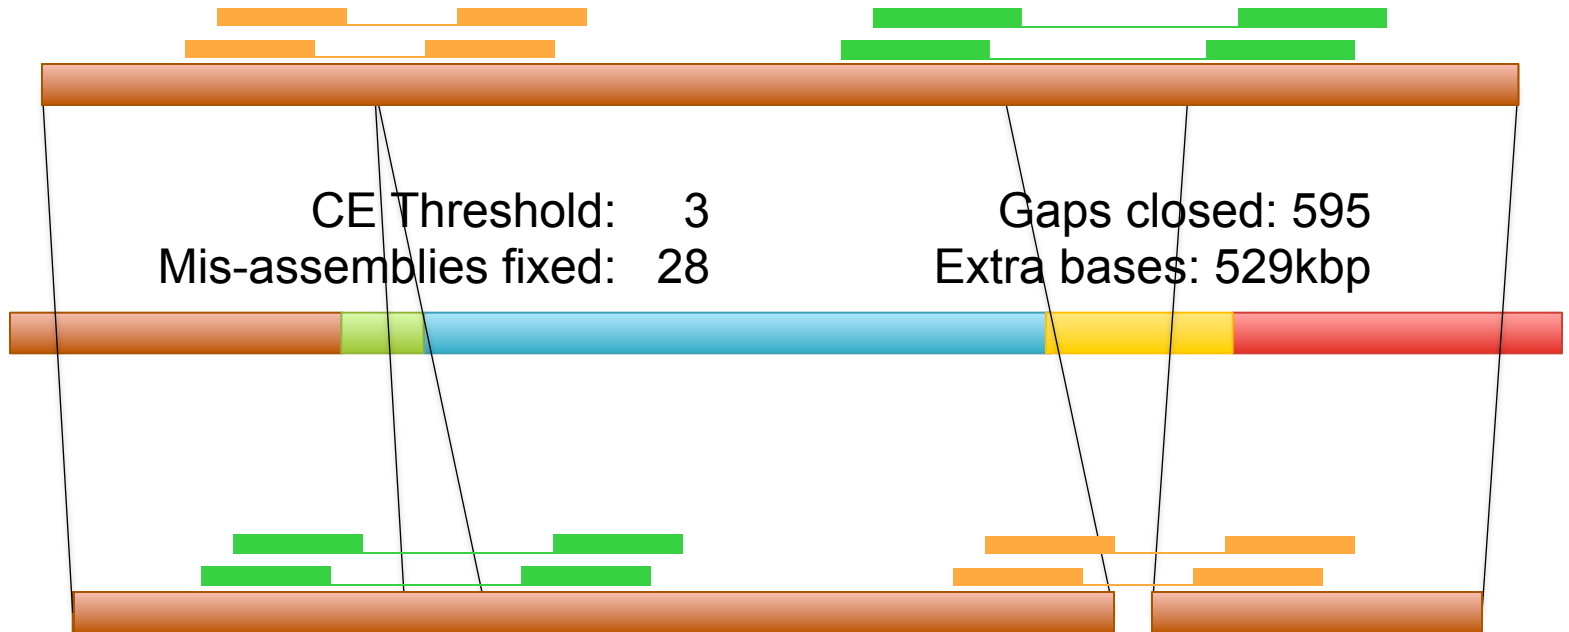 CE Threshold: 3
Mis-assemblies fixed: 28
Gaps closed: 595
Extra bases: 529kbp